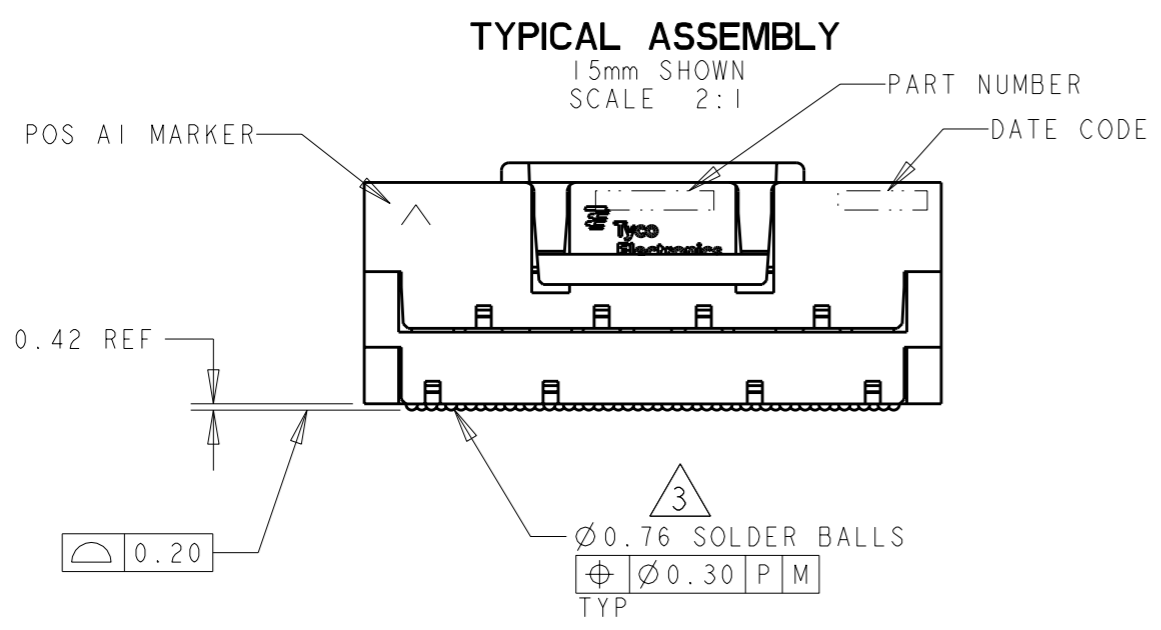 TYPICAL ASSEMBLY
15mm SHOWN
SCALE 2:1
PART NUMBER
DATE CODE
POS A1 MARKER
Tyco
Electronics
0.42 REF
3
0.20
Ø0.76 SOLDER BALLS
⌖ Ø0.30 P M
TYP